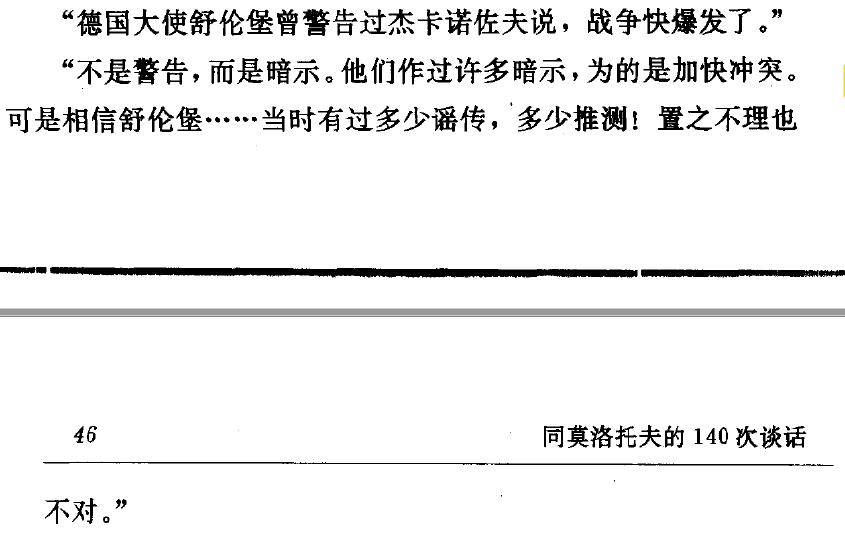 “德国大使舒伦堡曾警告过杰卡诺佐夫说，战争快爆发了。”
“不是警告，而是暗示。他们作过许多暗示，为的是加快冲突。
可是相信舒伦堡……当时有过多少谣传，多少推测！置之不理也
46 同莫洛托夫的140次谈话
不对。”